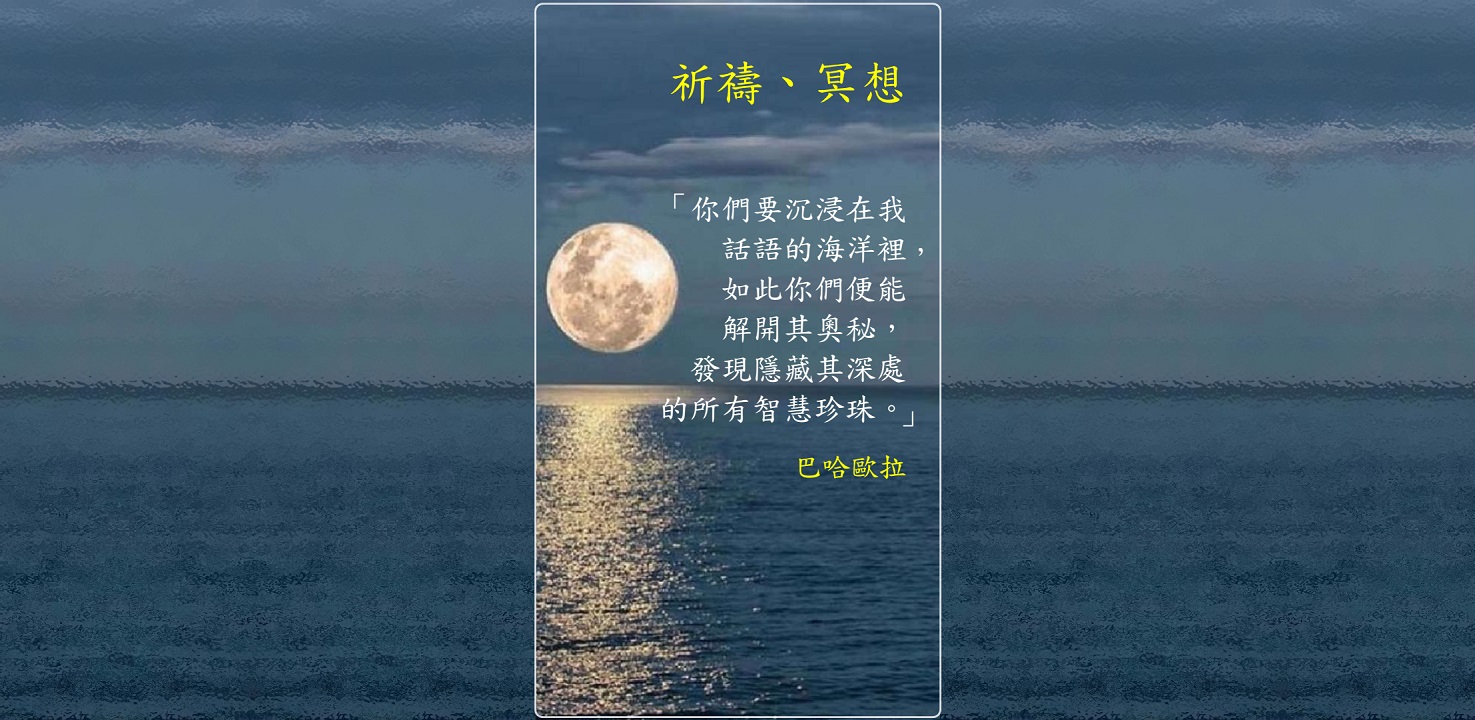 祈禱、冥想
「你們要沉浸在我
話語的海洋裡，
如此你們便能
解開其奧秘，
發現隱藏其深處
的所有智慧珍珠。」
巴哈歐拉